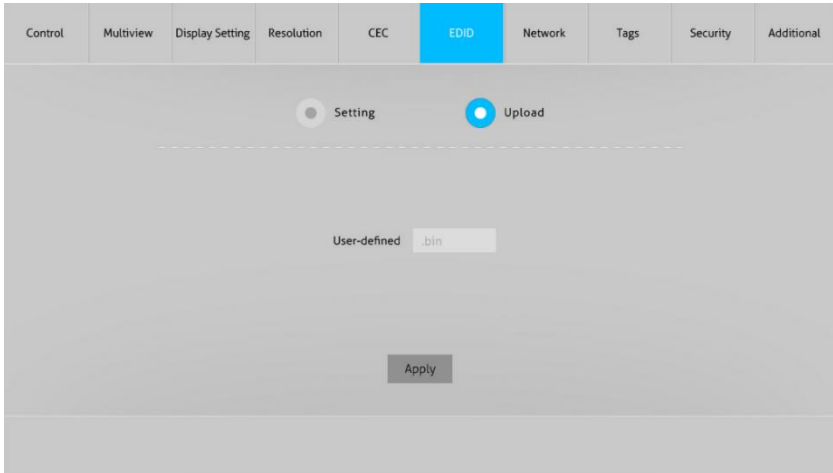 Control Multiview Display Setting Resolution CEC EDID Network Tags Security Additional
Setting Upload
User-defined .bin
Apply